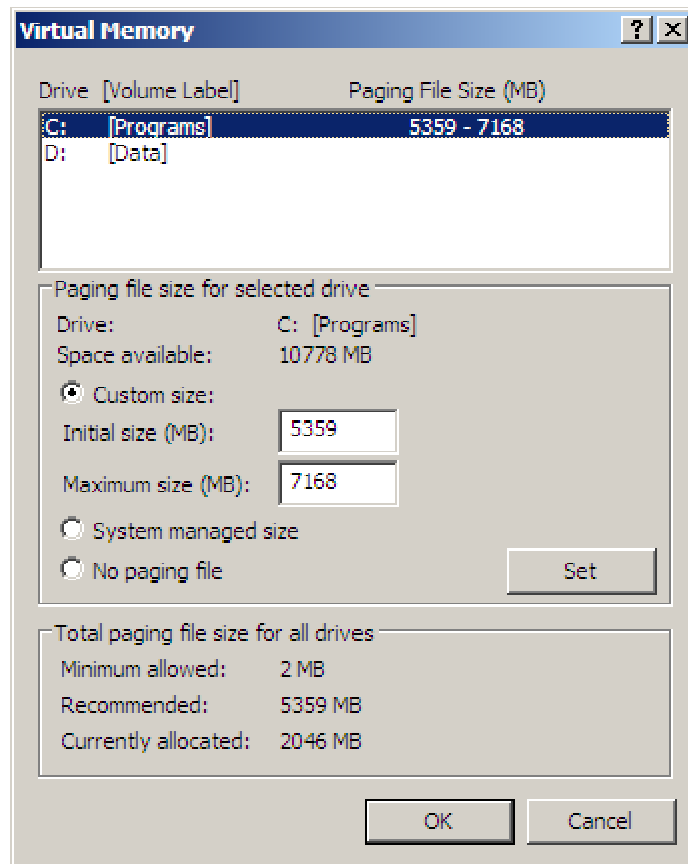 Virtual Memory
Drive [Volume Label] Paging File Size (MB)
C: [Programs] 5359 - 7168
D: [Data]
Paging file size for selected drive
Drive: C: [Programs]
Space available: 10778 MB
Custom size:
Initial size (MB): 5359
Maximum size (MB): 7168
System managed size
No paging file Set
Total paging file size for all drives
Minimum allowed: 2 MB
Recommended: 5359 MB
Currently allocated: 2046 MB
OK Cancel